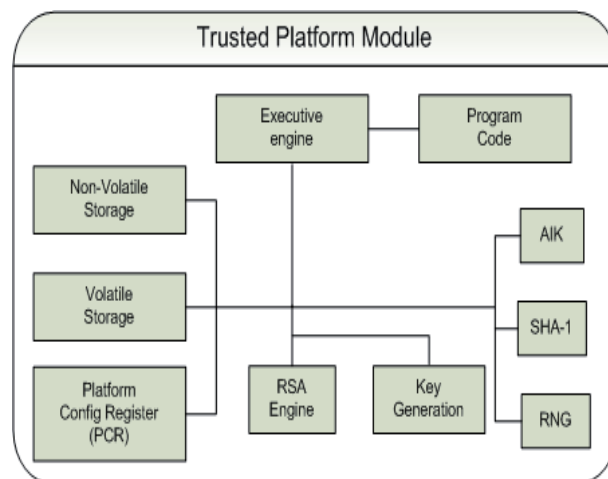 Trusted Platform Module
Executive
engine
Program
Code
Non-Volatile
Storage
AIK
Volatile
Storage
SHA-1
Platform
Config Register
(PCR)
RSA
Engine
Key
Generation
RNG